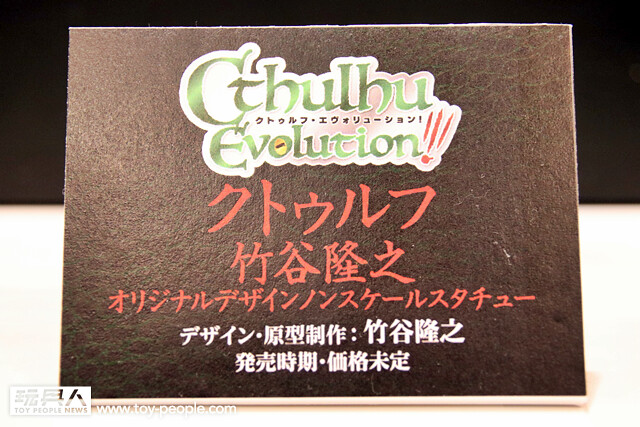 Cthulhu
クトゥルフ・エヴォリューション!
Evolution!!!
クトゥルフ
竹谷隆之
オリジナルデザインノンスケールスタチュー
デザイン・原型制作：竹谷隆之
発売時期・価格未定
玩具人
TOY PEOPLE NEWS
www.toy-people.com